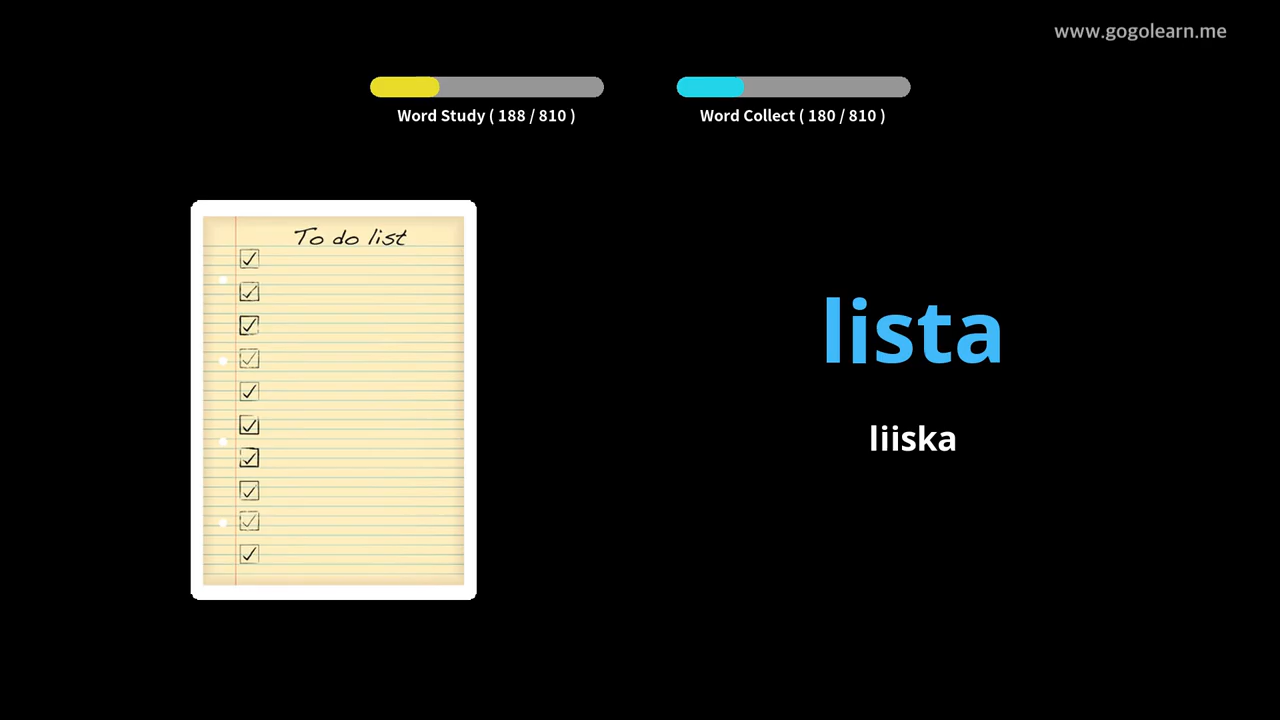 www.gogolearn.me
Word Study ( 188 / 810 )
Word Collect ( 180 / 810 )
To do list
lista
liiska